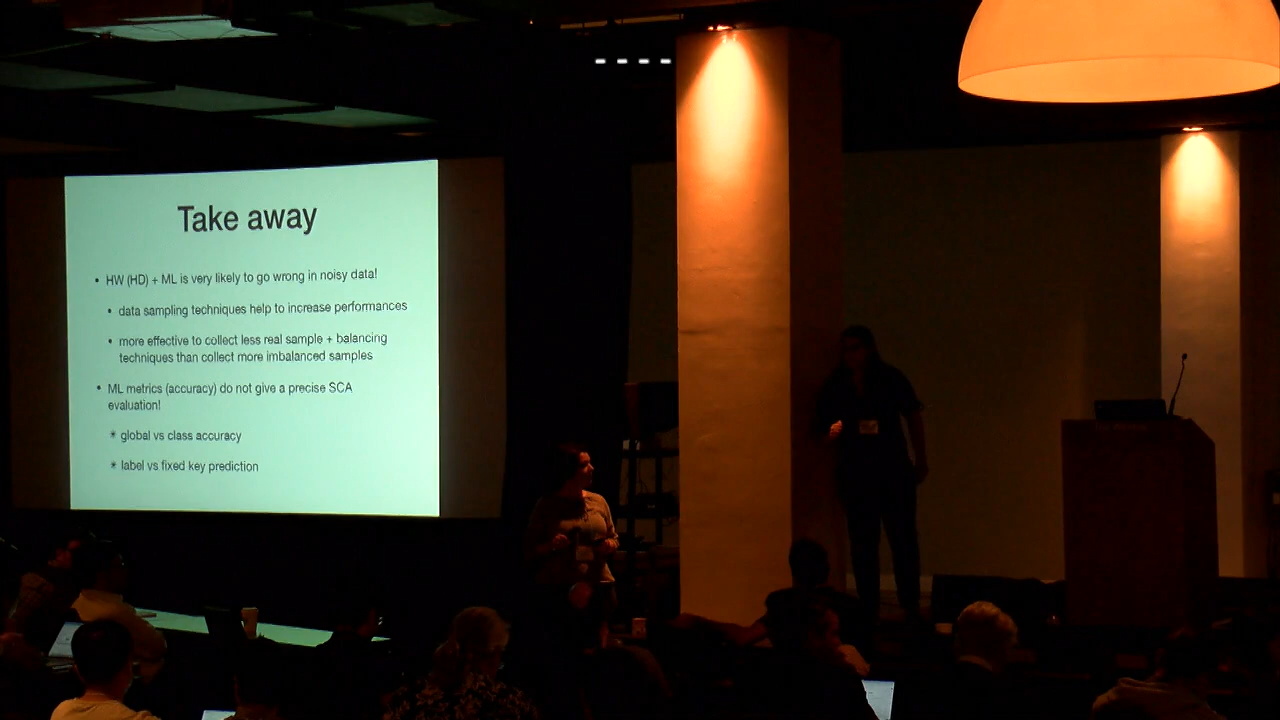 Take away
• HW (HD) + ML is very likely to go wrong in noisy data!
• data sampling techniques help to increase performances
• more effective to collect less real sample + balancing
techniques than collect more imbalanced samples
• ML metrics (accuracy) do not give a precise SCA
evaluation!
* global vs class accuracy
* label vs fixed key prediction